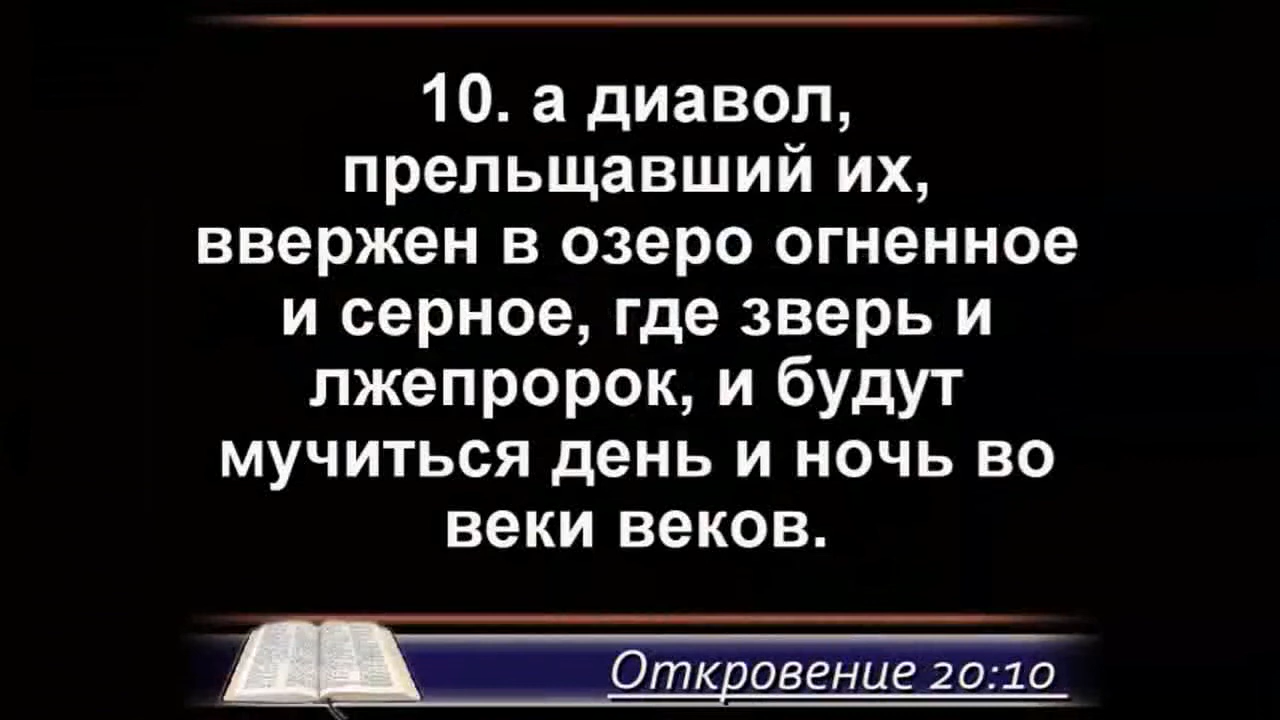 10. а диавол,
прельщавший их,
ввержен в озеро огненное
и серное, где зверь и
лжепророк, и будут
мучиться день и ночь во
веки веков.
Откровение 20:10